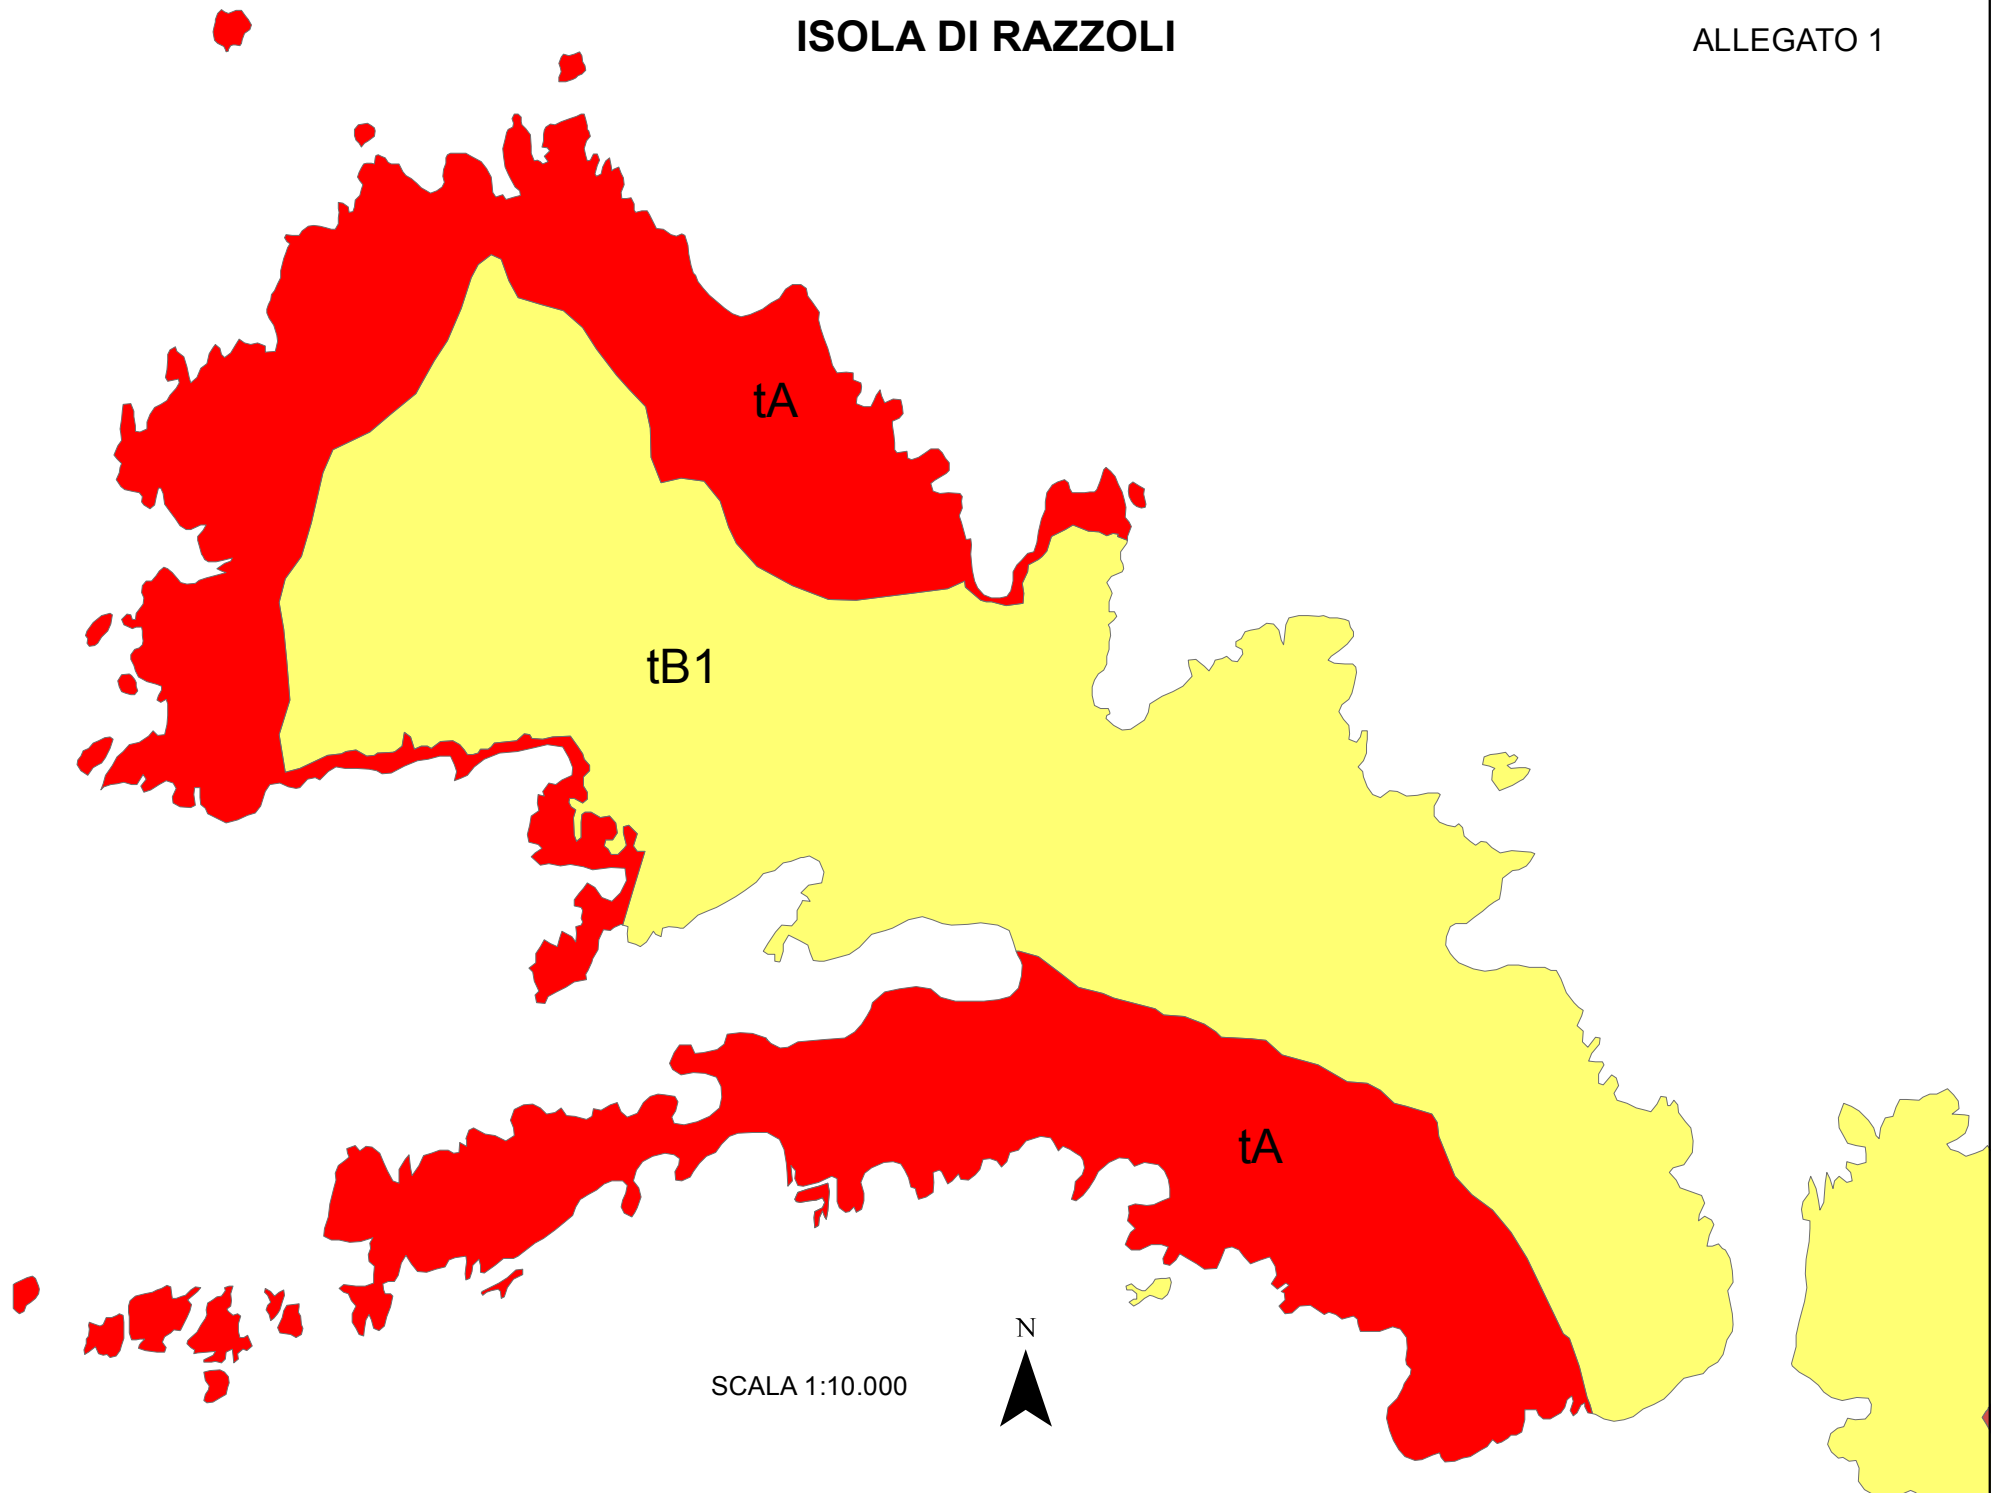 ISOLA DI RAZZOLI
ALLEGATO 1
tA
tB1
tA
N
SCALA 1:10.000